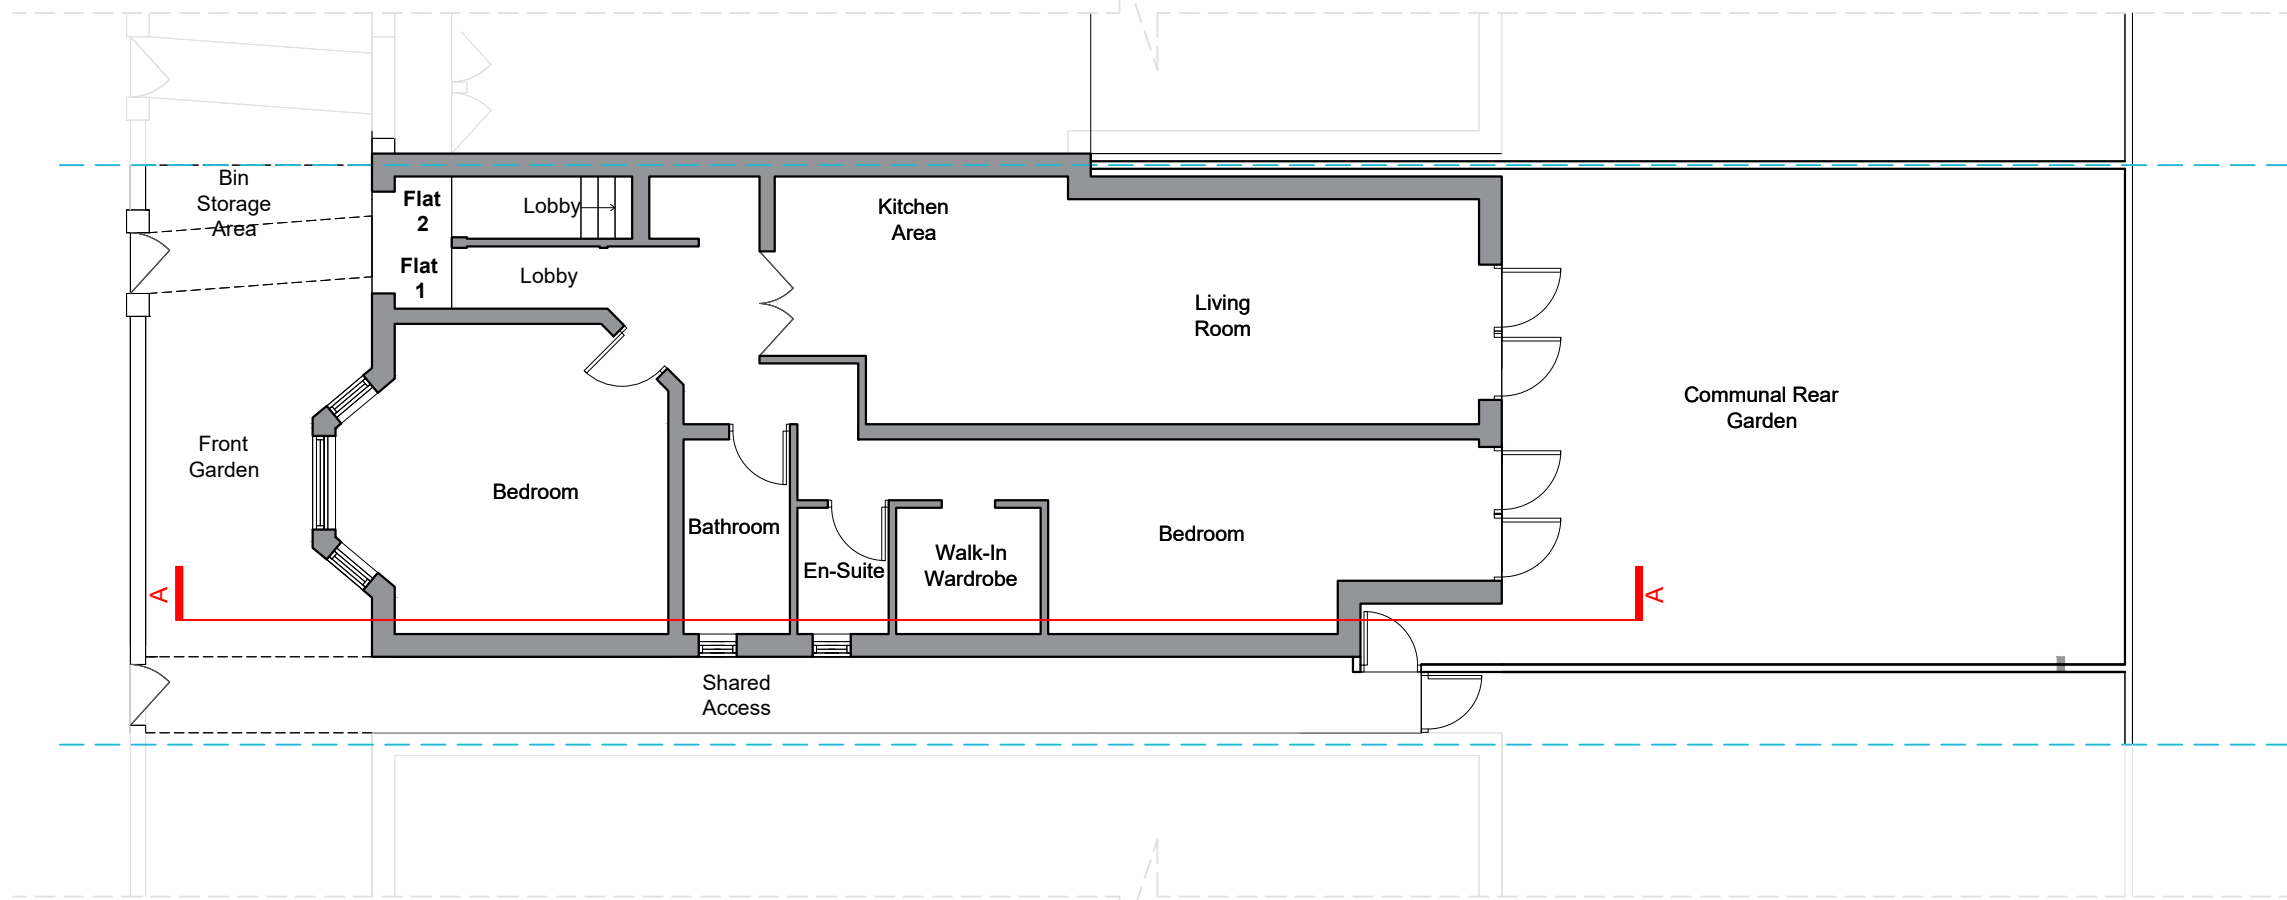 Bin
Storage
Area
Flat
2
Lobby
Flat
1
Lobby
Kitchen
Area
Living
Room
Communal Rear
Garden
Front
Garden
Bedroom
Bathroom
En-Suite
Walk-In
Wardrobe
Bedroom
A
A
Shared
Access